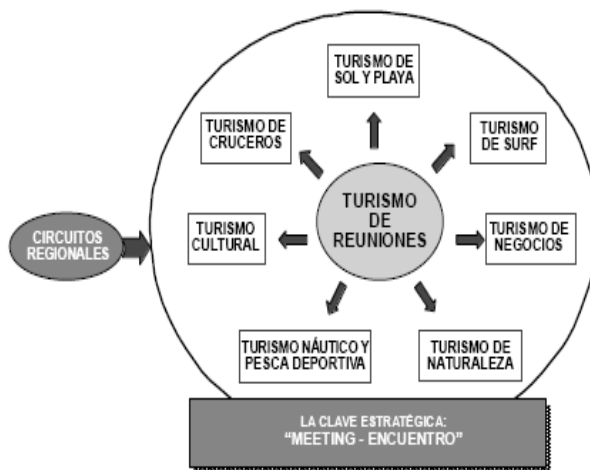 TURISMO DE
SOL Y PLAYA
TURISMO DE
CRUCEROS
TURISMO
DE SURF
TURISMO
DE
REUNIONES
CIRCUITOS
REGIONALES
TURISMO
CULTURAL
TURISMO DE
NEGOCIOS
TURISMO NÁUTICO Y
PESCA DEPORTIVA
TURISMO DE
NATURALEZA
LA CLAVE ESTRATÉGICA:
“MEETING - ENCUENTRO”